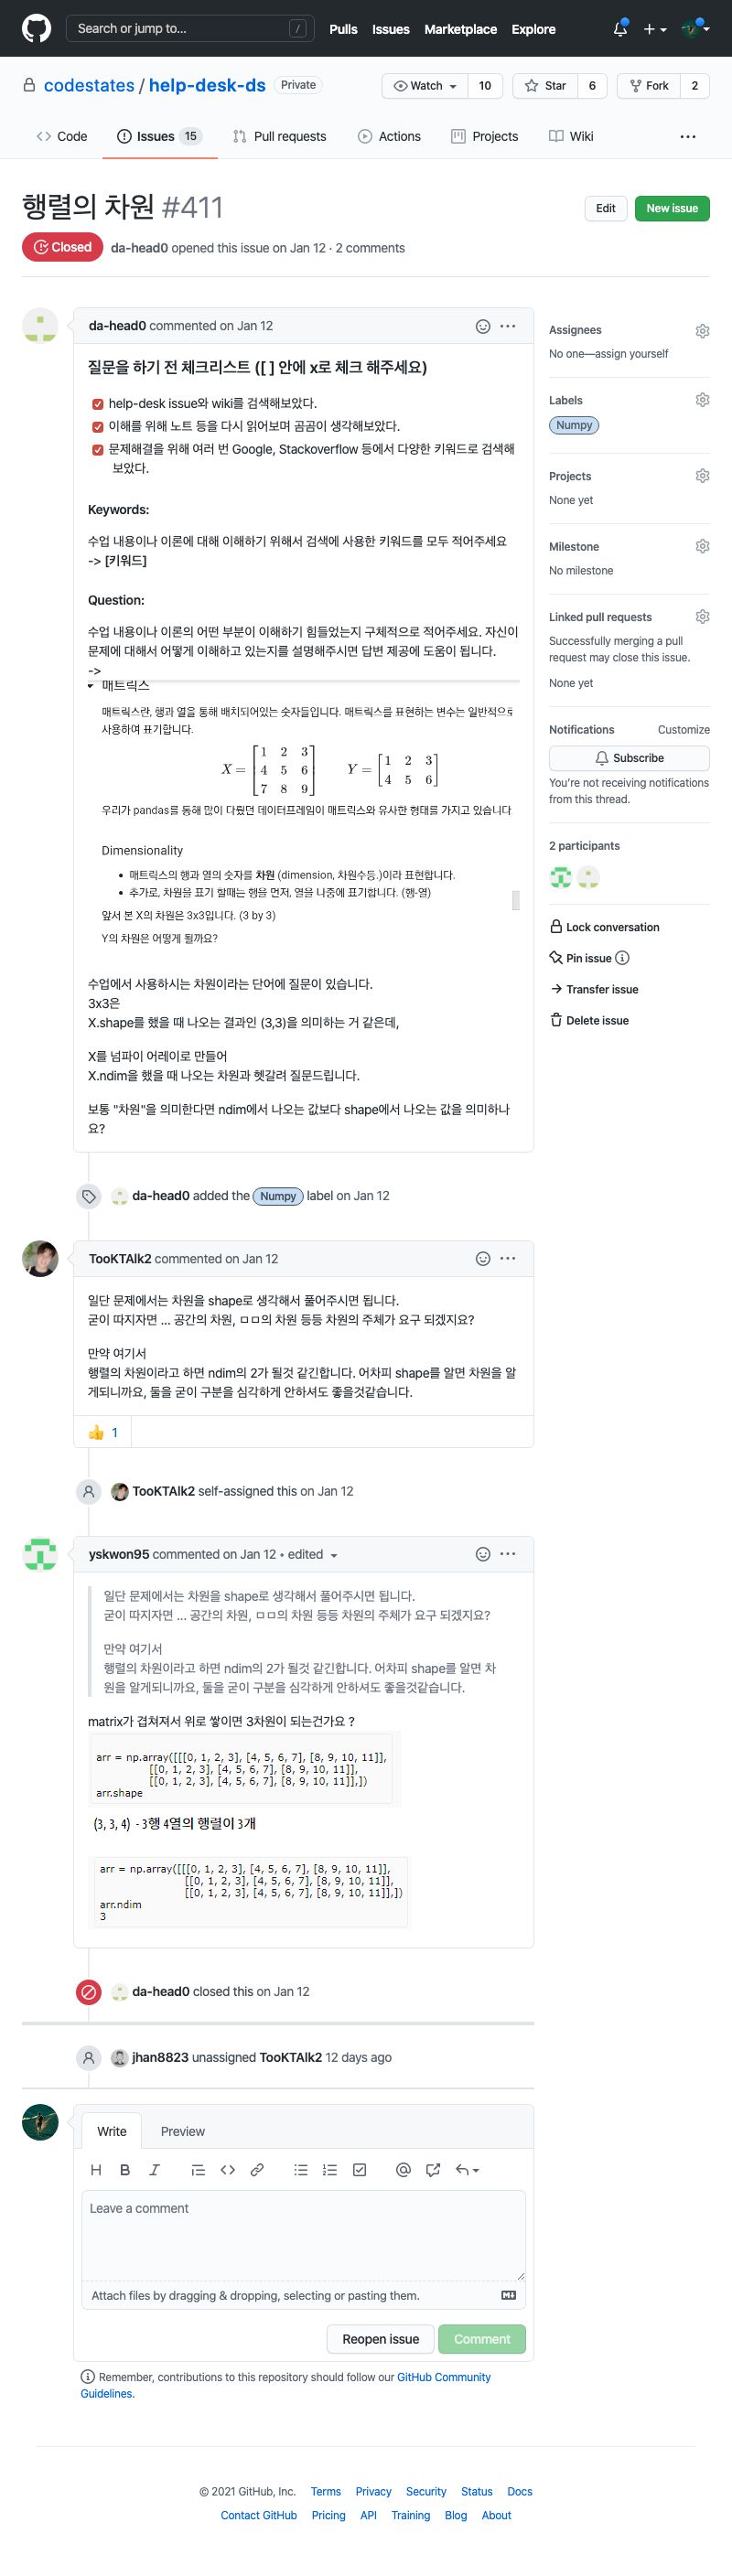 Search or jump to... /
Pulls Issues Marketplace Explore
codestates / help-desk-ds Private
Watch 10 Star 6 Fork 2
Code Issues 15 Pull requests Actions Projects Wiki ...
행렬의 차원 #411
Edit New issue
Closed da-head0 opened this issue on Jan 12 · 2 comments
da-head0 commented on Jan 12
질문을 하기 전 체크리스트 ([ ] 안에 x로 체크 해주세요)
help-desk issue와 wiki를 검색해보았다.
이해를 위해 노트 등을 다시 읽어보며 곰곰이 생각해보았다.
문제해결을 위해 여러 번 Google, Stackoverflow 등에서 다양한 키워드로 검색해
보았다.
Keywords:
수업 내용이나 이론에 대해 이해하기 위해서 검색에 사용한 키워드를 모두 적어주세요
-> [키워드]
Question:
수업 내용이나 이론의 어떤 부분이 이해하기 힘들었는지 구체적으로 적어주세요. 자신이
문제에 대해서 어떻게 이해하고 있는지를 설명해주시면 답변 제공에 도움이 됩니다.
->
매트릭스
매트릭스란, 행과 열을 통해 배치되어있는 숫자들입니다. 매트릭스를 표현하는 변수는 일반적으로
사용하여 표기합니다.
X = [1 2 3
4 5 6
7 8 9] Y = [1 2 3
4 5 6]
우리가 pandas를 통해 많이 다뤘던 데이터프레임이 매트릭스와 유사한 형태를 가지고 있습니다
Dimensionality
• 매트릭스의 행과 열의 숫자를 차원 (dimension, 차원수등.)이라 표현합니다.
• 추가로, 차원을 표기 할때는 행을 먼저, 열을 나중에 표기합니다. (행-열)
앞서 본 X의 차원은 3x3입니다. (3 by 3)
Y의 차원은 어떻게 될까요?
수업에서 사용하시는 차원이라는 단어에 질문이 있습니다.
3x3은
X.shape를 했을 때 나오는 결과인 (3,3)을 의미하는 거 같은데,
X를 넘파이 어레이로 만들어
X.ndim을 했을 때 나오는 차원과 헷갈려 질문드립니다.
보통 "차원"을 의미한다면 ndim에서 나오는 값보다 shape에서 나오는 값을 의미하나
요?
Assignees
No one—assign yourself
Labels
Numpy
Projects
None yet
Milestone
No milestone
Linked pull requests
Successfully merging a pull
request may close this issue.
None yet
Notifications Customize
Subscribe
You're not receiving notifications
from this thread.
2 participants
Lock conversation
Pin issue
Transfer issue
Delete issue
da-head0 added the Numpy label on Jan 12
TooKTAlk2 commented on Jan 12
일단 문제에서는 차원을 shape로 생각해서 풀어주시면 됩니다.
굳이 따지자면 ... 공간의 차원, ㅁㅁ의 차원 등등 차원의 주체가 요구 되겠지요?
만약 여기서
행렬의 차원이라고 하면 ndim의 2가 될것 같긴합니다. 어차피 shape를 알면 차원을 알
게되니까요, 둘을 굳이 구분을 심각하게 안하셔도 좋을것같습니다.
👍 1
TooKTAlk2 self-assigned this on Jan 12
yskwon95 commented on Jan 12 • edited
일단 문제에서는 차원을 shape로 생각해서 풀어주시면 됩니다.
굳이 따지자면 ... 공간의 차원, ㅁㅁ의 차원 등등 차원의 주체가 요구 되겠지요?
만약 여기서
행렬의 차원이라고 하면 ndim의 2가 될것 같긴합니다. 어차피 shape를 알면 차
원을 알게되니까요, 둘을 굳이 구분을 심각하게 안하셔도 좋을것같습니다.
matrix가 겹쳐져서 위로 쌓이면 3차원이 되는건가요 ?
arr = np.array([[[0, 1, 2, 3], [4, 5, 6, 7], [8, 9, 10, 11]],
[[0, 1, 2, 3], [4, 5, 6, 7], [8, 9, 10, 11]],
[[0, 1, 2, 3], [4, 5, 6, 7], [8, 9, 10, 11]],])
arr.shape
(3, 3, 4) - 3행 4열의 행렬이 3개
arr = np.array([[[0, 1, 2, 3], [4, 5, 6, 7], [8, 9, 10, 11]],
[[0, 1, 2, 3], [4, 5, 6, 7], [8, 9, 10, 11]],
[[0, 1, 2, 3], [4, 5, 6, 7], [8, 9, 10, 11]],])
arr.ndim
3
da-head0 closed this on Jan 12
jhan8823 unassigned TooKTAlk2 12 days ago
Write Preview
Leave a comment
Attach files by dragging & dropping, selecting or pasting them.
Reopen issue Comment
Remember, contributions to this repository should follow our GitHub Community
Guidelines.
© 2021 GitHub, Inc. Terms Privacy Security Status Docs
Contact GitHub Pricing API Training Blog About